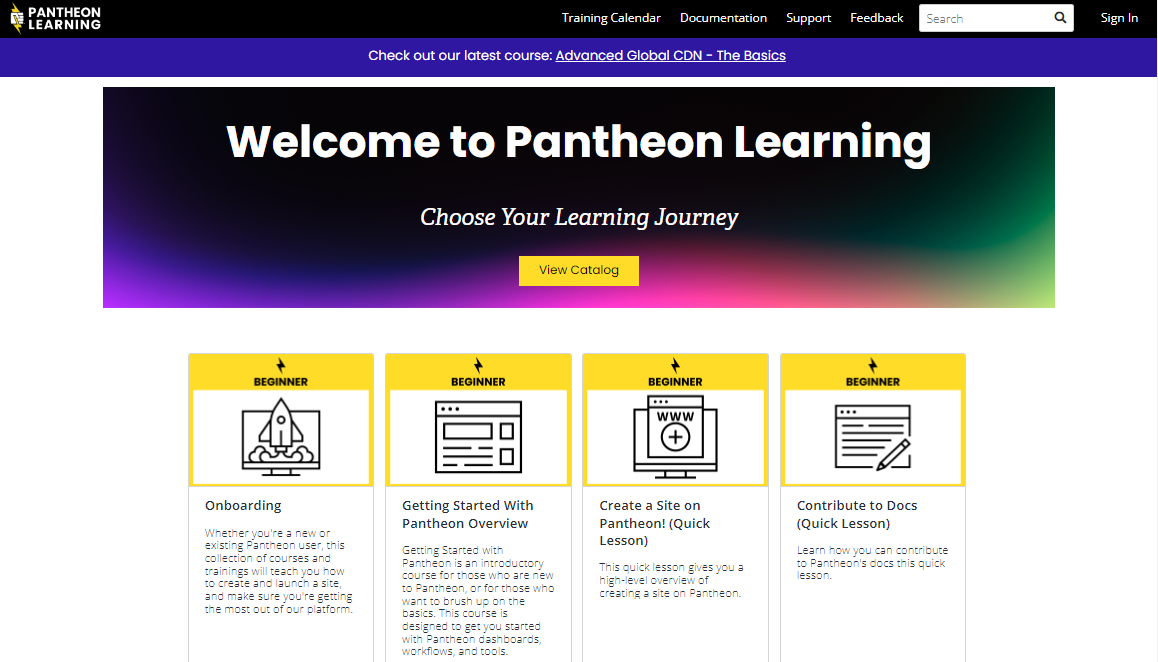 PANTHEON
LEARNING
Training Calendar Documentation Support Feedback Search Sign In
Check out our latest course: Advanced Global CDN - The Basics
Welcome to Pantheon Learning
Choose Your Learning Journey
View Catalog
BEGINNER
Onboarding
Whether you're a new or
existing Pantheon user, this
collection of courses and
trainings will teach you how
to create and launch a site,
and make sure you're getting
the most out of our platform.
BEGINNER
Getting Started With
Pantheon Overview
Getting Started with
Pantheon is an introductory
course for those who are new
to Pantheon, or for those who
want to brush up on the
basics. This course is
designed to get you started
with Pantheon dashboards,
workflows, and tools.
BEGINNER
WWW
Create a Site on
Pantheon! (Quick
Lesson)
This quick lesson gives you a
high-level overview of
creating a site on Pantheon.
BEGINNER
Contribute to Docs
(Quick Lesson)
Learn how you can contribute
to Pantheon's docs this quick
lesson.